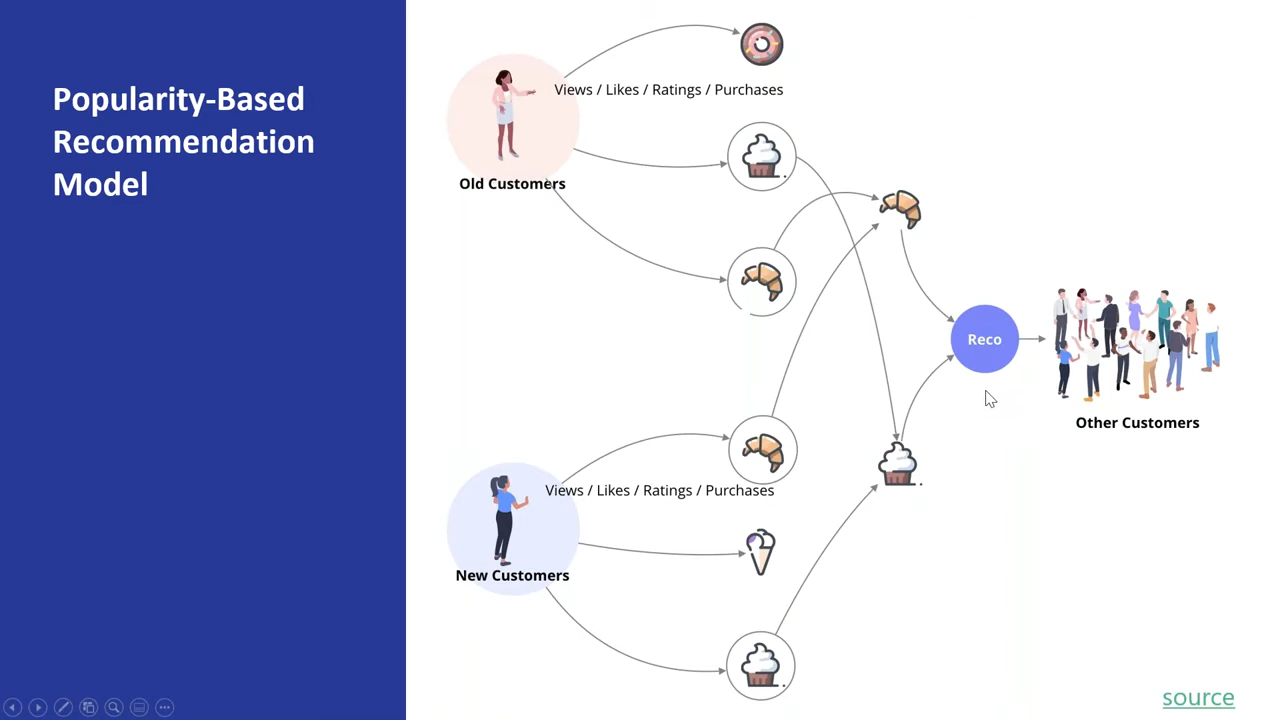 Popularity-Based
Recommendation
Model
Views / Likes / Ratings / Purchases
Old Customers
Reco
Other Customers
Views / Likes / Ratings / Purchases
New Customers
source